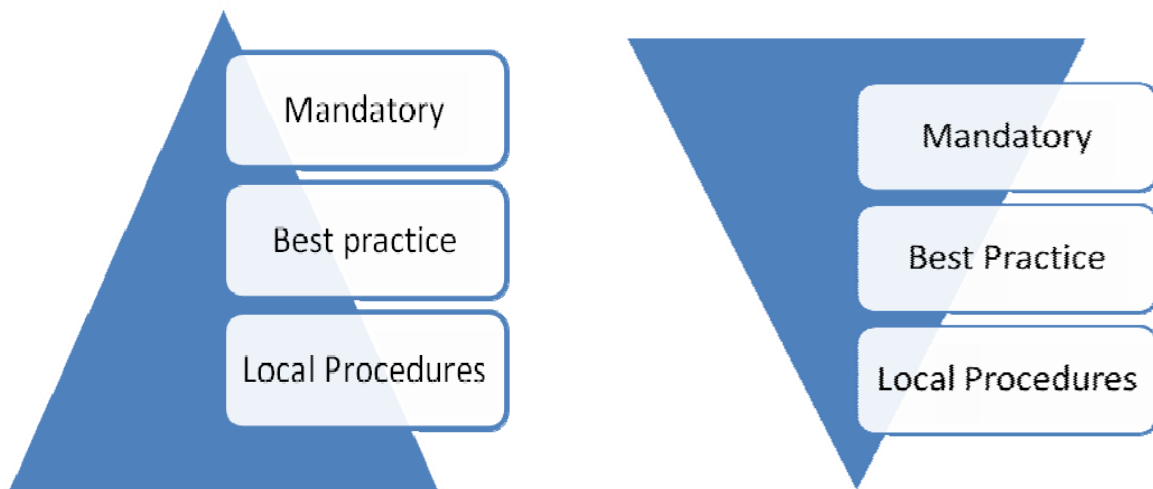 Mandatory
Best practice
Local Procedures
Mandatory
Best Practice
Local Procedures